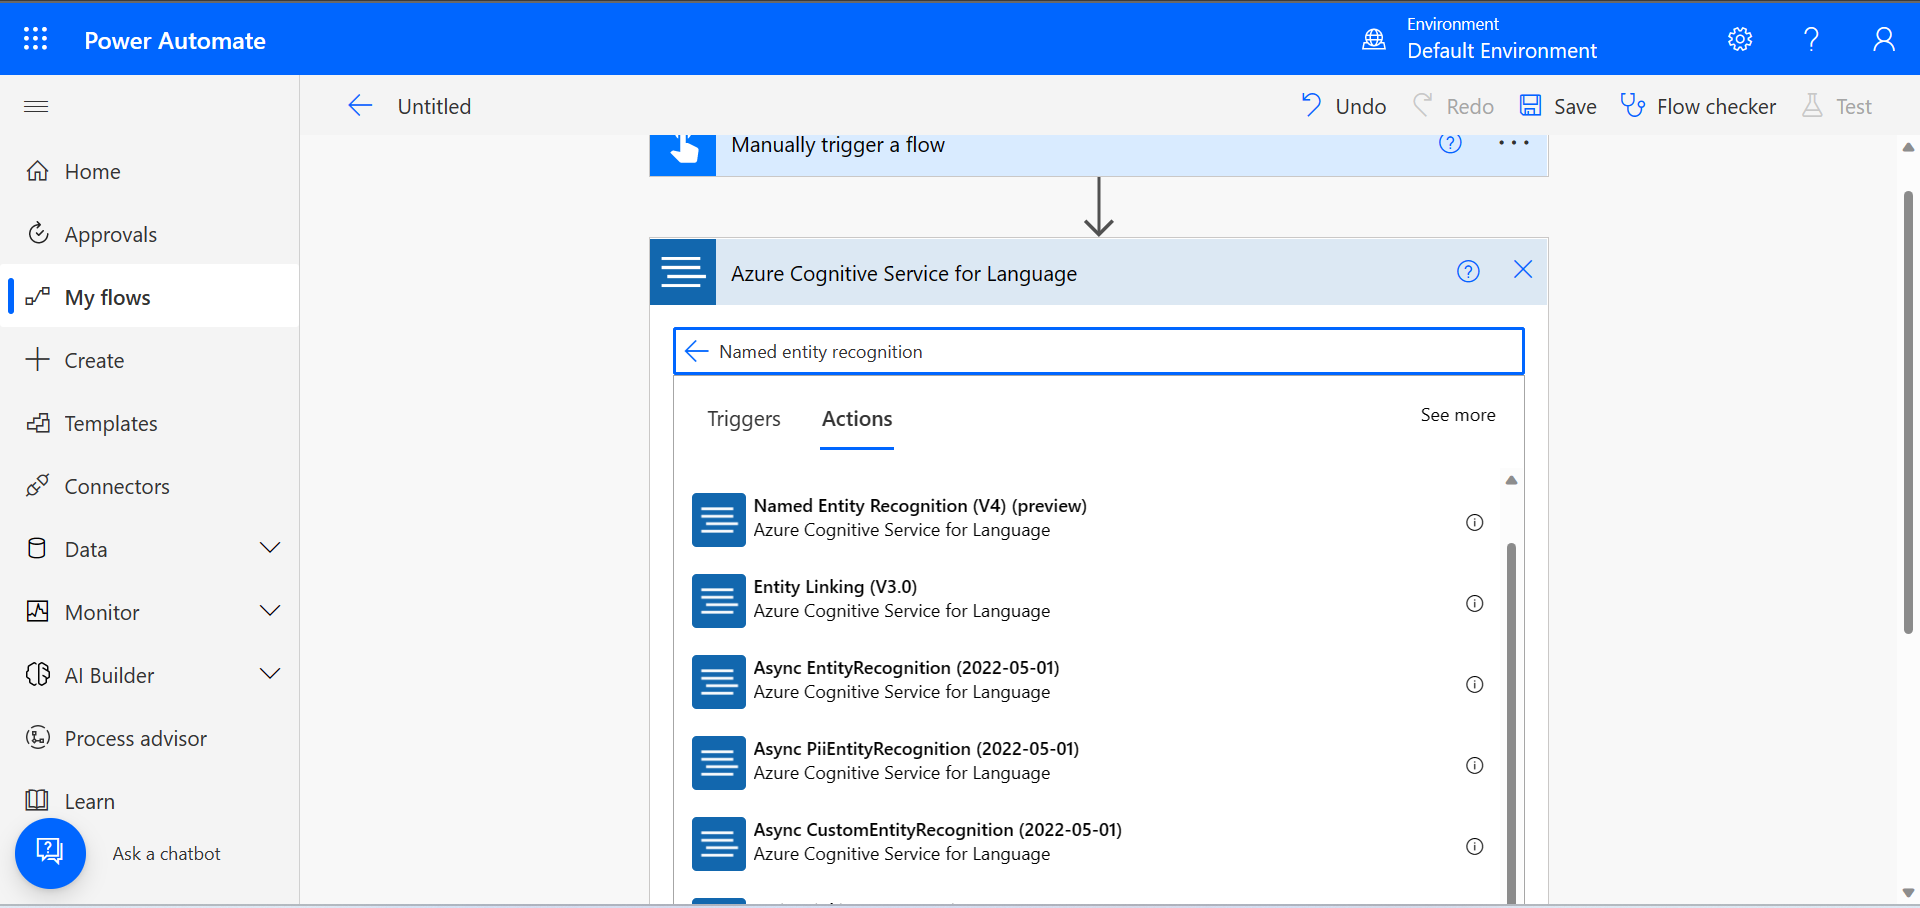 Power Automate
Environment
Default Environment
Untitled
Undo
Redo
Save
Flow checker
Test
Home
Approvals
My flows
Create
Templates
Connectors
Data
Monitor
AI Builder
Process advisor
Learn
Ask a chatbot
Manually trigger a flow
Azure Cognitive Service for Language
Named entity recognition
Triggers
Actions
See more
Named Entity Recognition (V4) (preview)
Azure Cognitive Service for Language
Entity Linking (V3.0)
Azure Cognitive Service for Language
Async EntityRecognition (2022-05-01)
Azure Cognitive Service for Language
Async PiiEntityRecognition (2022-05-01)
Azure Cognitive Service for Language
Async CustomEntityRecognition (2022-05-01)
Azure Cognitive Service for Language